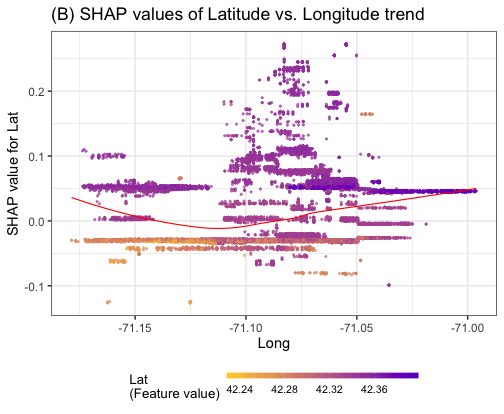 (B) SHAP values of Latitude vs. Longitude trend
SHAP value for Lat
0.2
0.1
0.0
-0.1
-71.15 -71.10 -71.05 -71.00
Long
Lat
(Feature value)
42.24 42.28 42.32 42.36